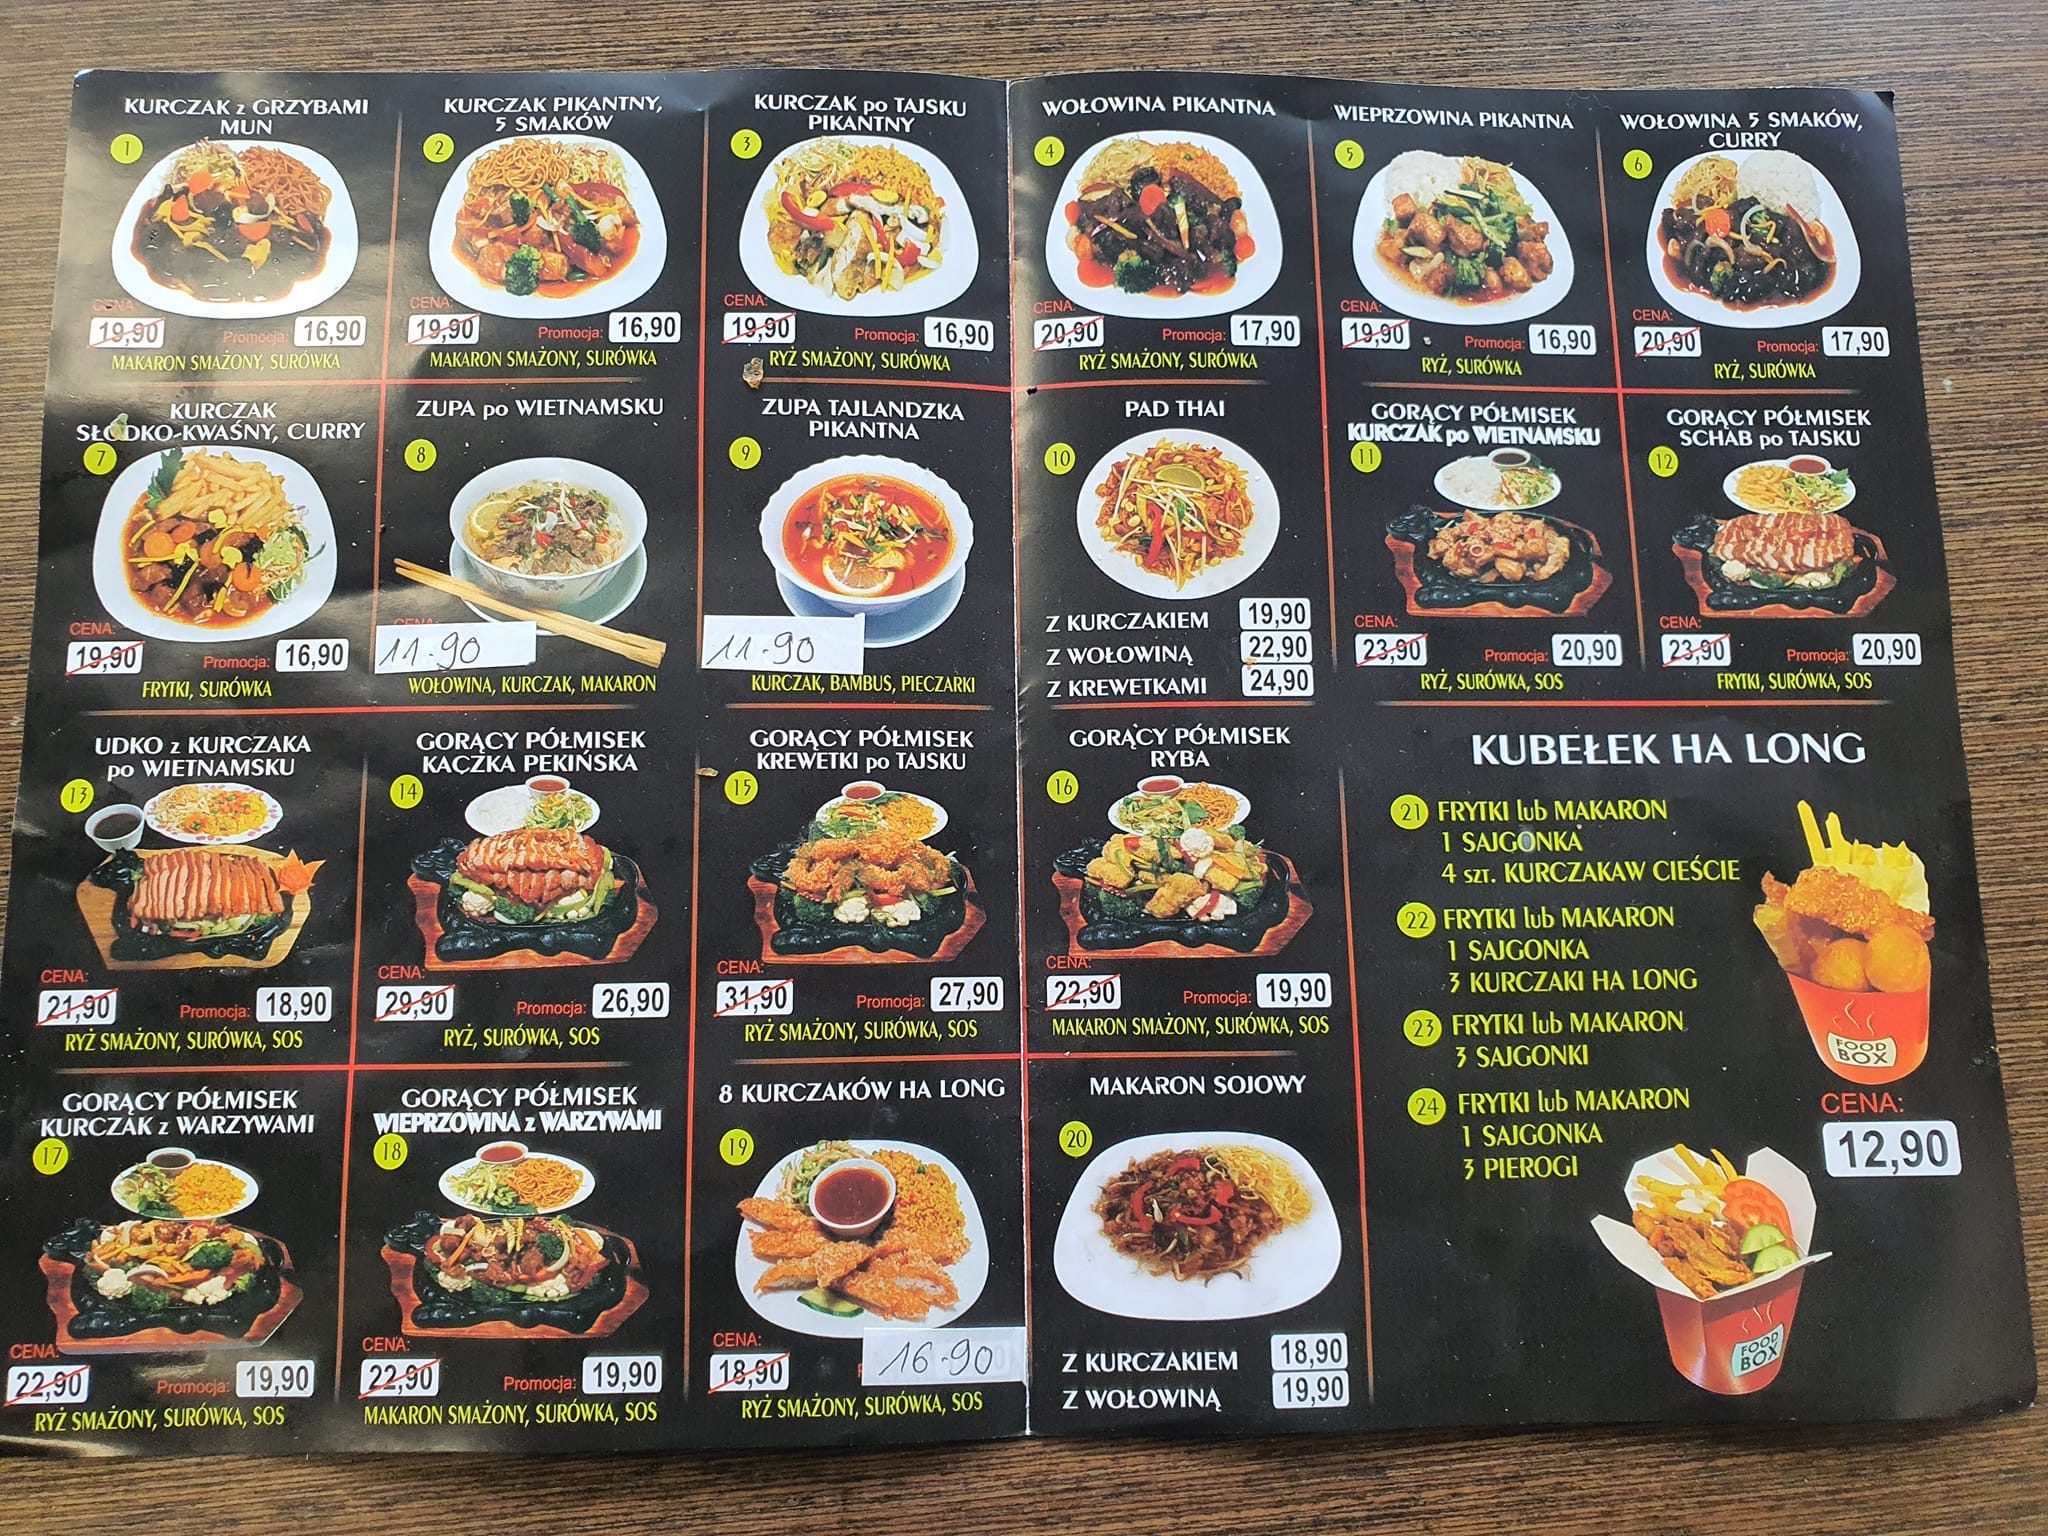 KURCZAK z GRZYBAMI
MUN
1
CENA:
19,90
Promocja: 16,90
MAKARON SMAŻONY, SURÓWKA
KURCZAK PIKANTNY,
5 SMAKÓW
2
CENA:
19,90
Promocja: 16,90
MAKARON SMAŻONY, SURÓWKA
KURCZAK po TAJSKU
PIKANTNY
3
CENA:
19,90
Promocja: 16,90
RYŻ SMAŻONY, SURÓWKA
WOŁOWINA PIKANTNA
4
CENA:
20,90
Promocja: 17,90
RYŻ SMAŻONY, SURÓWKA
WIEPRZOWINA PIKANTNA
5
CENA:
19,90
Promocja: 16,90
RYŻ, SURÓWKA
WOŁOWINA 5 SMAKÓW,
CURRY
6
CENA:
20,90
Promocja: 17,90
RYŻ, SURÓWKA
KURCZAK
SŁODKO-KWAŚNY, CURRY
7
CENA:
19,90
Promocja: 16,90
FRYTKI, SURÓWKA
ZUPA po WIETNAMSKU
8
CENA:
11.90
WOŁOWINA, KURCZAK, MAKARON
ZUPA TAJLANDZKA
PIKANTNA
9
11.90
KURCZAK, BAMBUS, PIECZARKI
PAD THAI
10
Z KURCZAKIEM 19,90
Z WOŁOWINĄ 22,90
Z KREWETKAMI 24,90
GORĄCY PÓŁMISEK
KURCZAK po WIETNAMSKU
11
CENA:
23,90
Promocja: 20,90
RYŻ, SURÓWKA, SOS
GORĄCY PÓŁMISEK
SCHAB po TAJSKU
12
CENA:
23,90
Promocja: 20,90
FRYTKI, SURÓWKA, SOS
UDKO z KURCZAKA
po WIETNAMSKU
13
CENA:
21,90
Promocja: 18,90
RYŻ SMAŻONY, SURÓWKA, SOS
GORĄCY PÓŁMISEK
KACZKA PEKIŃSKA
14
CENA:
29,90
Promocja: 26,90
RYŻ, SURÓWKA, SOS
GORĄCY PÓŁMISEK
KREWETKI po TAJSKU
15
CENA:
31,90
Promocja: 27,90
RYŻ SMAŻONY, SURÓWKA, SOS
GORĄCY PÓŁMISEK
RYBA
16
CENA:
22,90
Promocja: 19,90
MAKARON SMAŻONY, SURÓWKA, SOS
GORĄCY PÓŁMISEK
KURCZAK z WARZYWAMI
17
CENA:
22,90
Promocja: 19,90
RYŻ SMAŻONY, SURÓWKA, SOS
GORĄCY PÓŁMISEK
WIEPRZOWINA z WARZYWAMI
18
CENA:
22,90
Promocja: 19,90
MAKARON SMAŻONY, SURÓWKA, SOS
8 KURCZAKÓW HA LONG
19
CENA:
18,90
16.90
RYŻ SMAŻONY, SURÓWKA, SOS
MAKARON SOJOWY
20
Z KURCZAKIEM 18,90
Z WOŁOWINĄ 19,90
KUBEŁEK HA LONG
21 FRYTKI lub MAKARON
1 SAJGONKA
4 szt. KURCZAKAW CIEŚCIE
22 FRYTKI lub MAKARON
1 SAJGONKA
3 KURCZAKI HA LONG
23 FRYTKI lub MAKARON
3 SAJGONKI
24 FRYTKI lub MAKARON
1 SAJGONKA
3 PIEROGI
FOOD
BOX
CENA:
12,90
FOOD
BOX